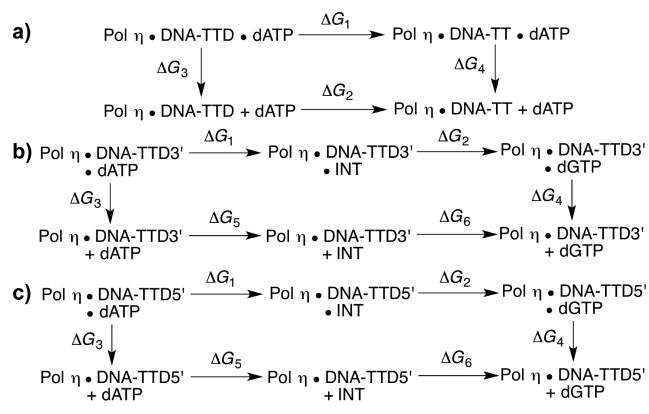 a) Pol η • DNA-TTD • dATP ΔG1 Pol η • DNA-TT • dATP
ΔG3 ΔG4
Pol η • DNA-TTD + dATP ΔG2 Pol η • DNA-TT + dATP
b) Pol η • DNA-TTD3' ΔG1 Pol η • DNA-TTD3' ΔG2 Pol η • DNA-TTD3'
• dATP • INT • dGTP
ΔG3 ΔG4
Pol η • DNA-TTD3' ΔG5 Pol η • DNA-TTD3' ΔG6 Pol η • DNA-TTD3'
+ dATP + INT + dGTP
c) Pol η • DNA-TTD5' ΔG1 Pol η • DNA-TTD5' ΔG2 Pol η • DNA-TTD5'
• dATP • INT • dGTP
ΔG3 ΔG4
Pol η • DNA-TTD5' ΔG5 Pol η • DNA-TTD5' ΔG6 Pol η • DNA-TTD5'
+ dATP + INT + dGTP